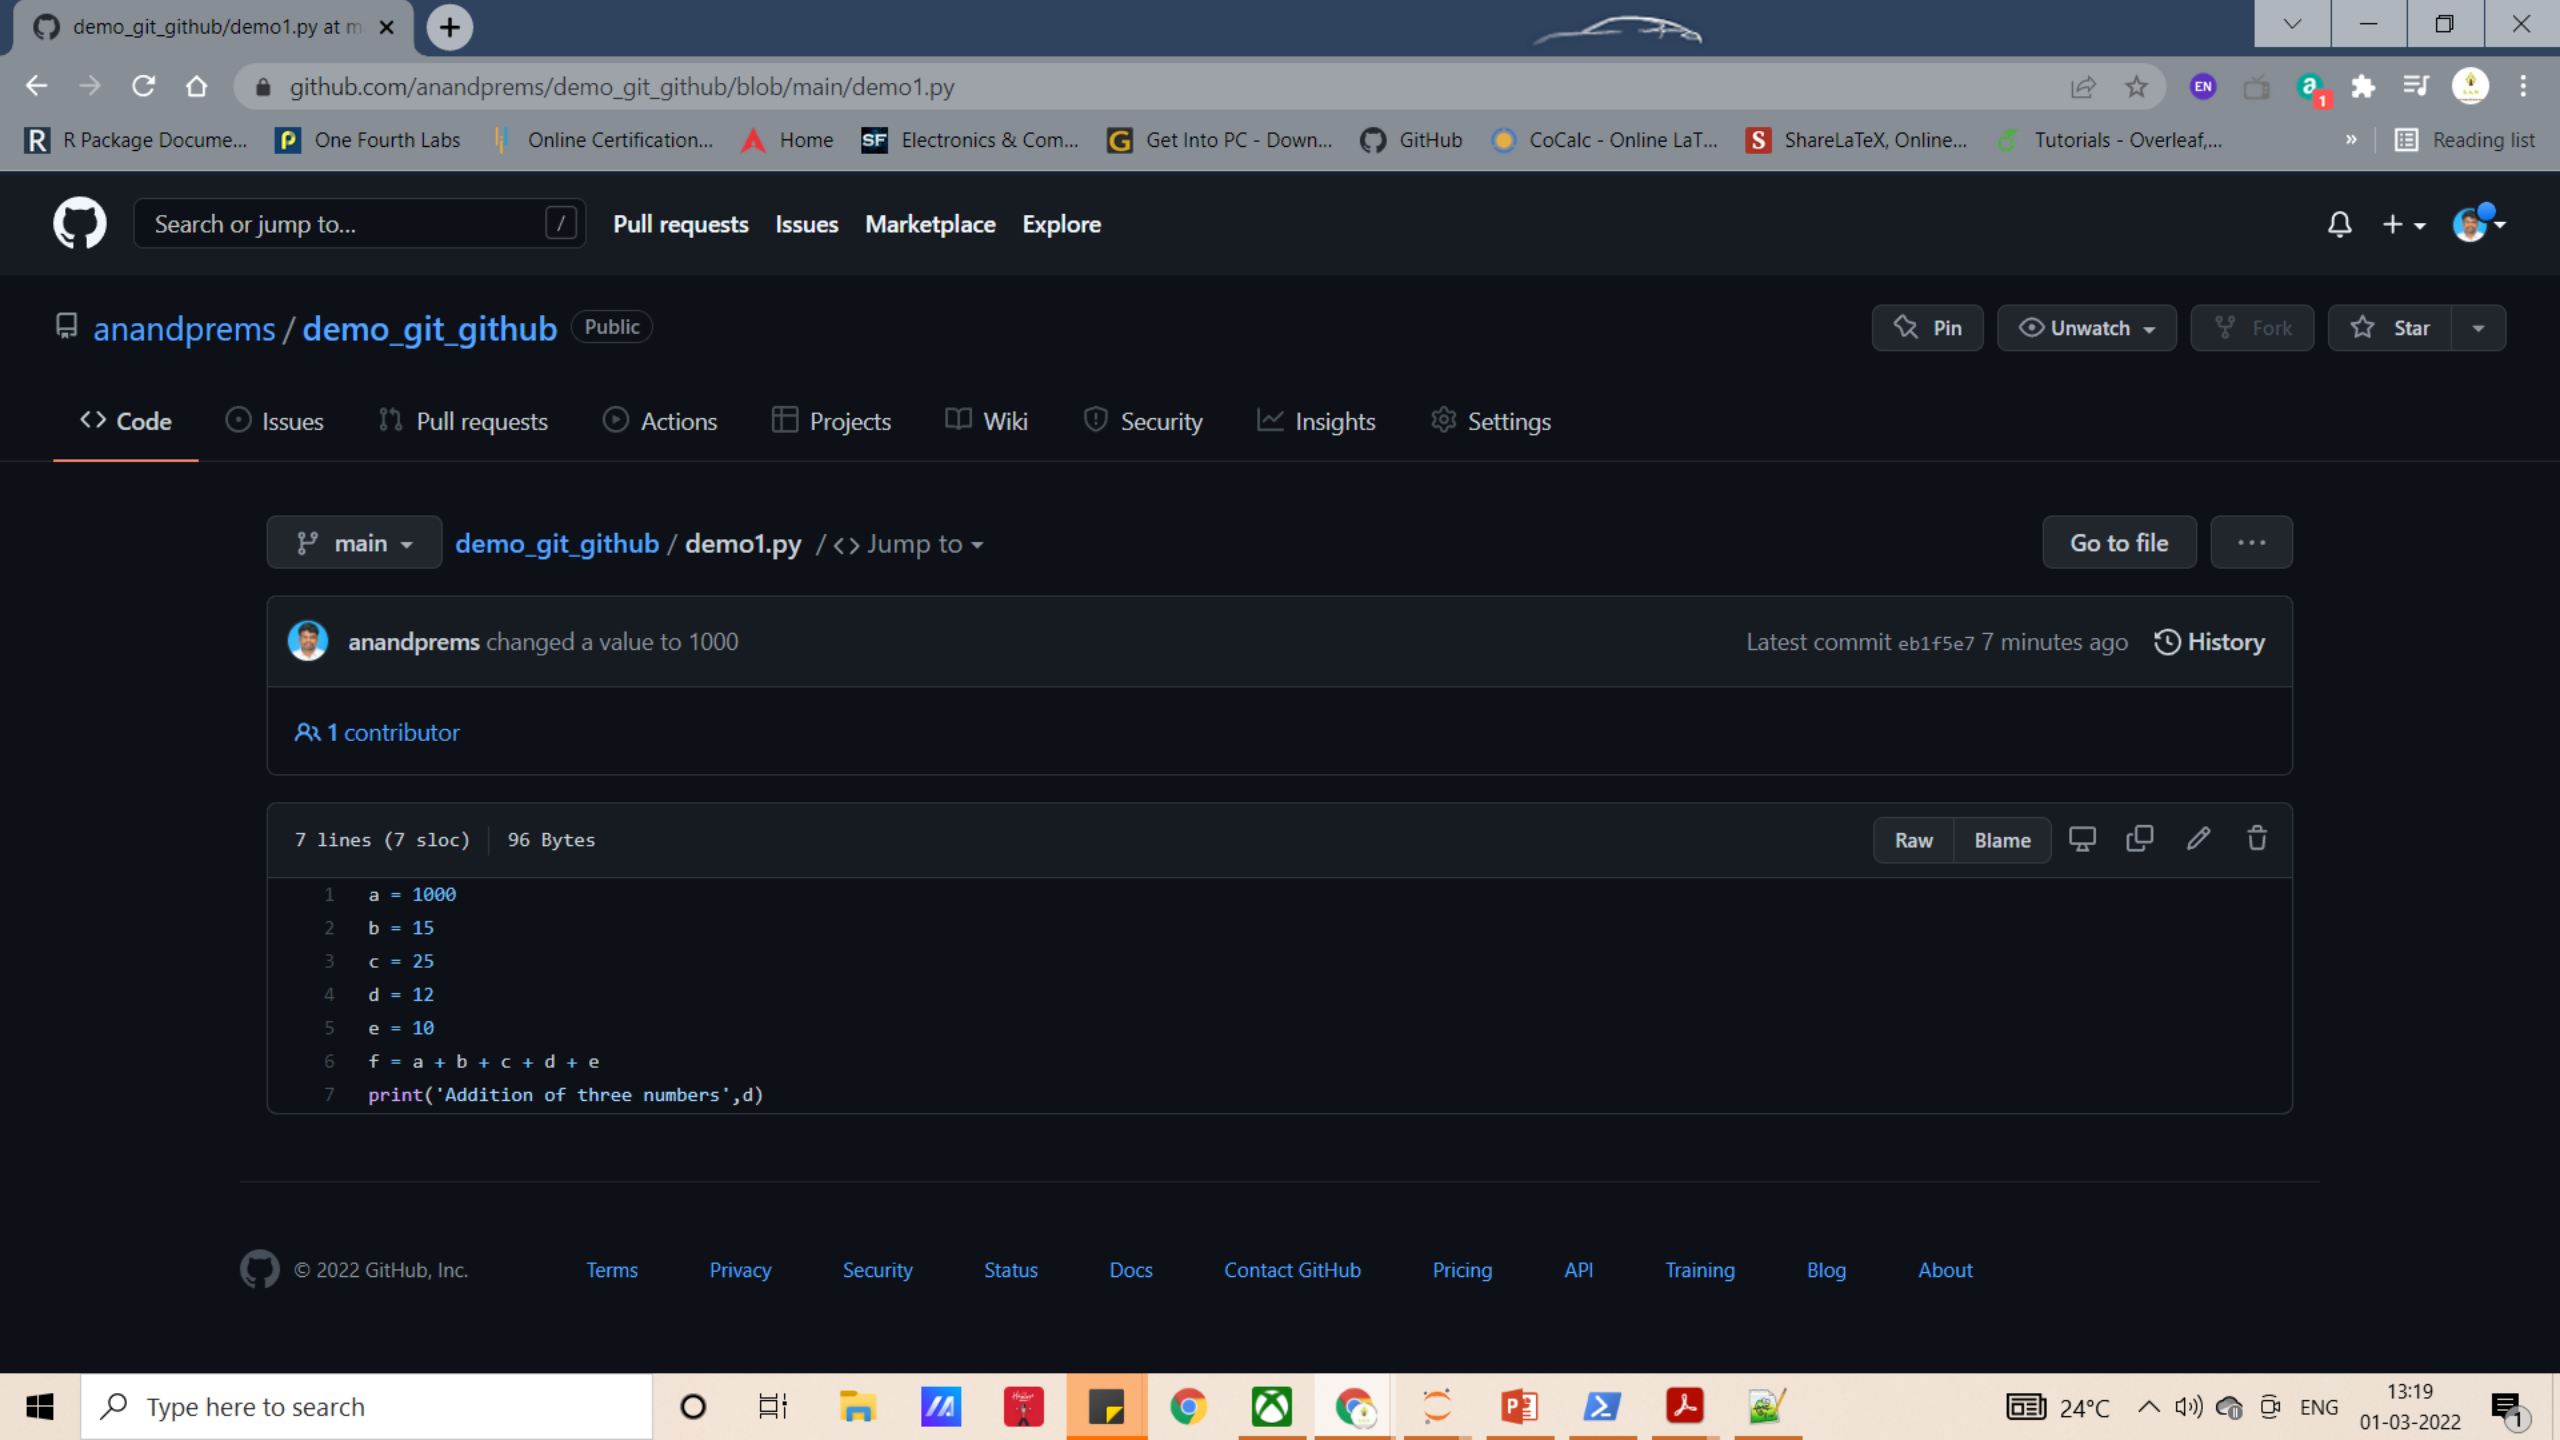 demo_git_github/demo1.py at m
github.com/anandprems/demo_git_github/blob/main/demo1.py
EN
a
1
R R Package Docume...
P One Fourth Labs
Online Certification...
Home
SF Electronics & Com...
G Get Into PC - Down...
GitHub
CoCalc - Online LaT...
S ShareLaTeX, Online...
Tutorials - Overleaf,...
»
Reading list
Search or jump to... /
Pull requests Issues Marketplace Explore
anandprems / demo_git_github Public
Pin Unwatch Fork Star
Code Issues Pull requests Actions Projects Wiki Security Insights Settings
main demo_git_github / demo1.py / <> Jump to
Go to file ...
anandprems changed a value to 1000
Latest commit eb1f5e7 7 minutes ago History
1 contributor
7 lines (7 sloc) 96 Bytes
Raw Blame
1 a = 1000
2 b = 15
3 c = 25
4 d = 12
5 e = 10
6 f = a + b + c + d + e
7 print('Addition of three numbers',d)
© 2022 GitHub, Inc. Terms Privacy Security Status Docs Contact GitHub Pricing API Training Blog About
Type here to search
24°C ENG
13:19
01-03-2022
1